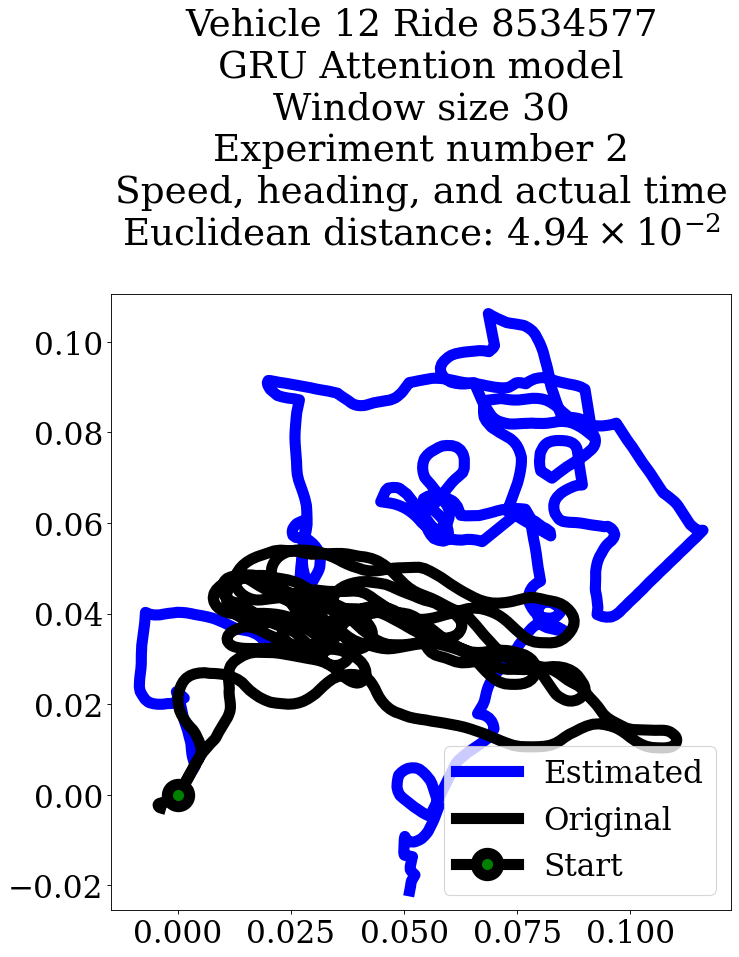 Vehicle 12 Ride 8534577
GRU Attention model
Window size 30
Experiment number 2
Speed, heading, and actual time
Euclidean distance: 4.94 × 10⁻²
0.10
0.08
0.06
0.04
0.02
0.00
−0.02
0.000 0.025 0.050 0.075 0.100
Estimated
Original
Start